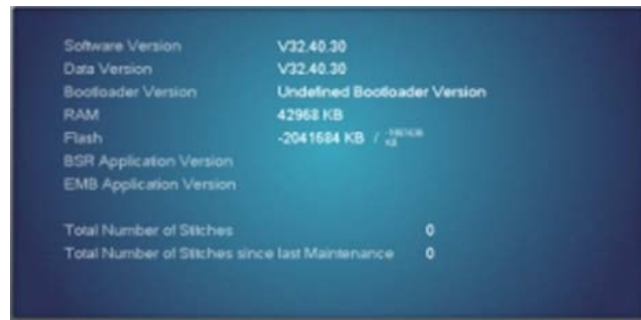 Software Version V32.40.30
Data Version V32.40.30
Bootloader Version Undefined Bootloader Version
RAM 42968 KB
Flash -2041684 KB /
BSR Application Version
EMB Application Version
Total Number of Stitches 0
Total Number of Stitches since last Maintenance 0